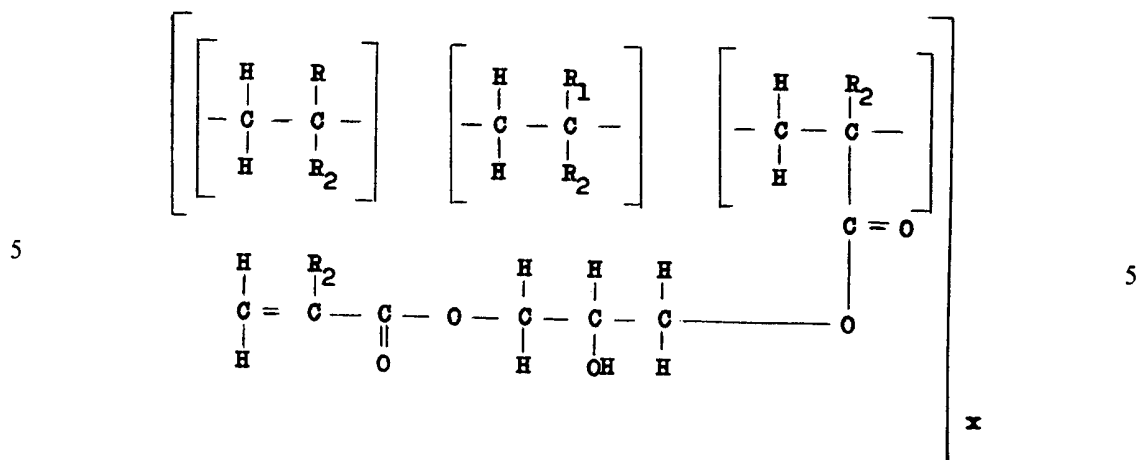 H R H R1 H R2
- C - C - - C - C - - C - C -
H R2 H R2 H
C = O
5
5
H R2 H H H
C = C - C - O - C - C - C - O
H O H OH H
x